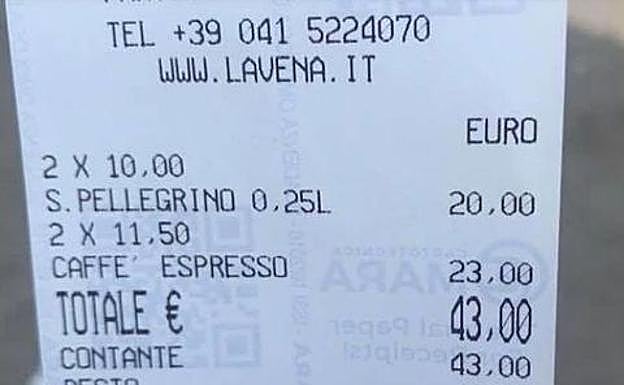 TEL +39 041 5224070
WWW.LAVENA.IT
EURO
2 X 10,00
S.PELLEGRINO 0,25L 20,00
2 X 11,50
CAFFE' ESPRESSO 23,00
TOTALE € 43,00
CONTANTE 43,00